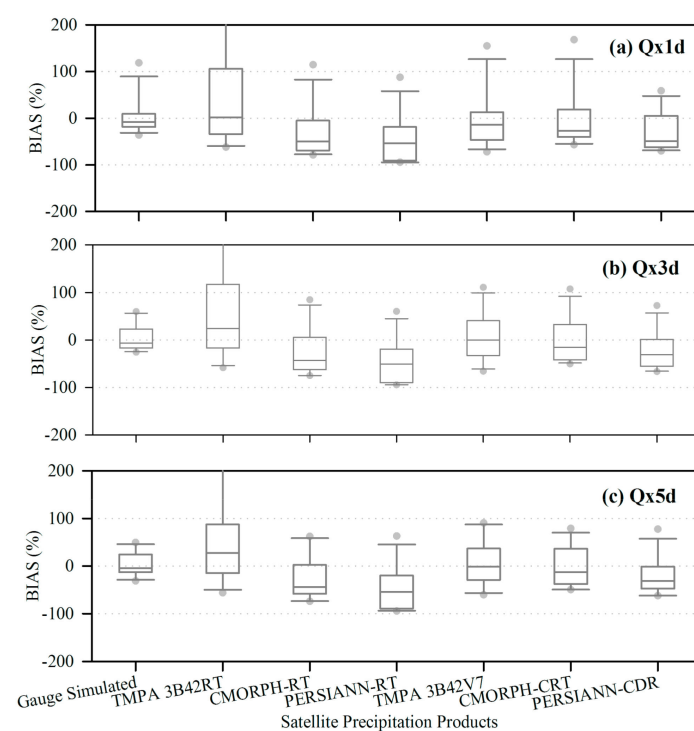 200
(a) Qx1d
100
BIAS (%)
0
-100
-200
200
(b) Qx3d
100
BIAS (%)
0
-100
-200
200
(c) Qx5d
100
BIAS (%)
0
-100
-200
Gauge Simulated
TMPA 3B42RT
CMORPH-RT
PERSIANN-RT
TMPA 3B42V7
CMORPH-CRT
PERSIANN-CDR
Satellite Precipitation Products